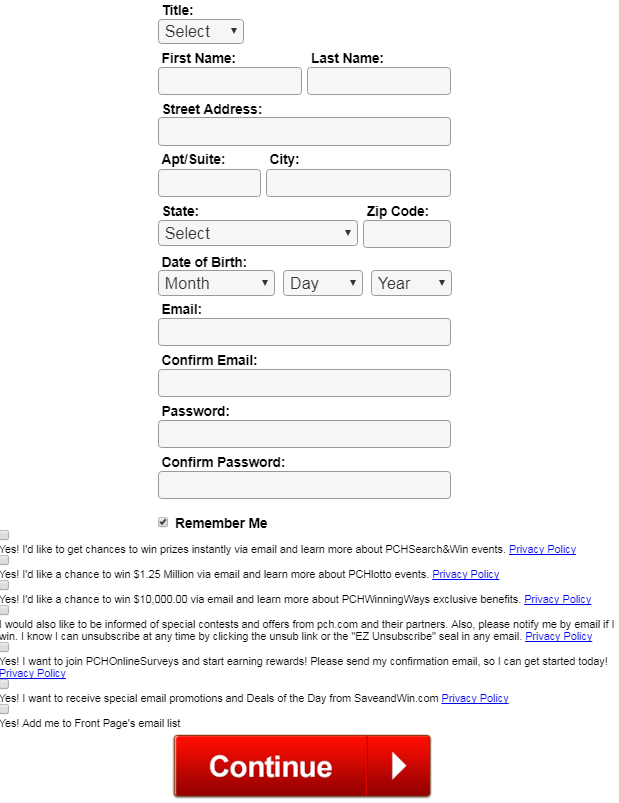 Title:
Select
First Name: Last Name:
Street Address:
Apt/Suite: City:
State: Zip Code:
Select
Date of Birth:
Month Day Year
Email:
Confirm Email:
Password:
Confirm Password:
Remember Me
Yes! I'd like to get chances to win prizes instantly via email and learn more about PCHSearch&Win events. Privacy Policy
Yes! I'd like a chance to win $1.25 Million via email and learn more about PCHlotto events. Privacy Policy
Yes! I'd like a chance to win $10,000.00 via email and learn more about PCHWinningWays exclusive benefits. Privacy Policy
I would also like to be informed of special contests and offers from pch.com and their partners. Also, please notify me by email if I
win. I know I can unsubscribe at any time by clicking the unsub link or the "EZ Unsubscribe" seal in any email. Privacy Policy
Yes! I want to join PCHOnlineSurveys and start earning rewards! Please send my confirmation email, so I can get started today!
Privacy Policy
Yes! I want to receive special email promotions and Deals of the Day from SaveandWin.com Privacy Policy
Yes! Add me to Front Page's email list
Continue